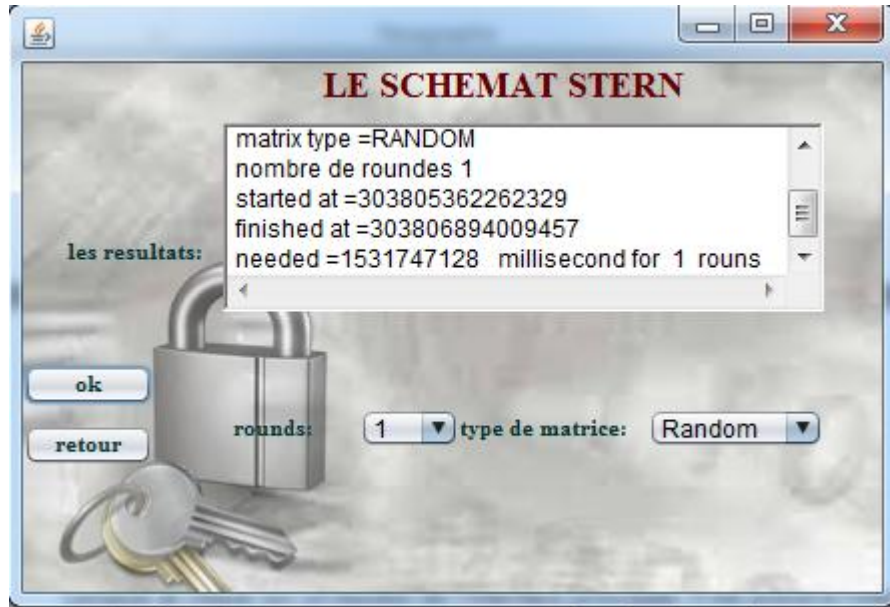 LE SCHEMAT STERN
matrix type =RANDOM
nombre de roundes 1
started at =303805362262329
finished at =303806894009457
les resultats:
needed =1531747128 millisecond for 1 rouns
ok
rounds: 1 type de matrice: Random
retour